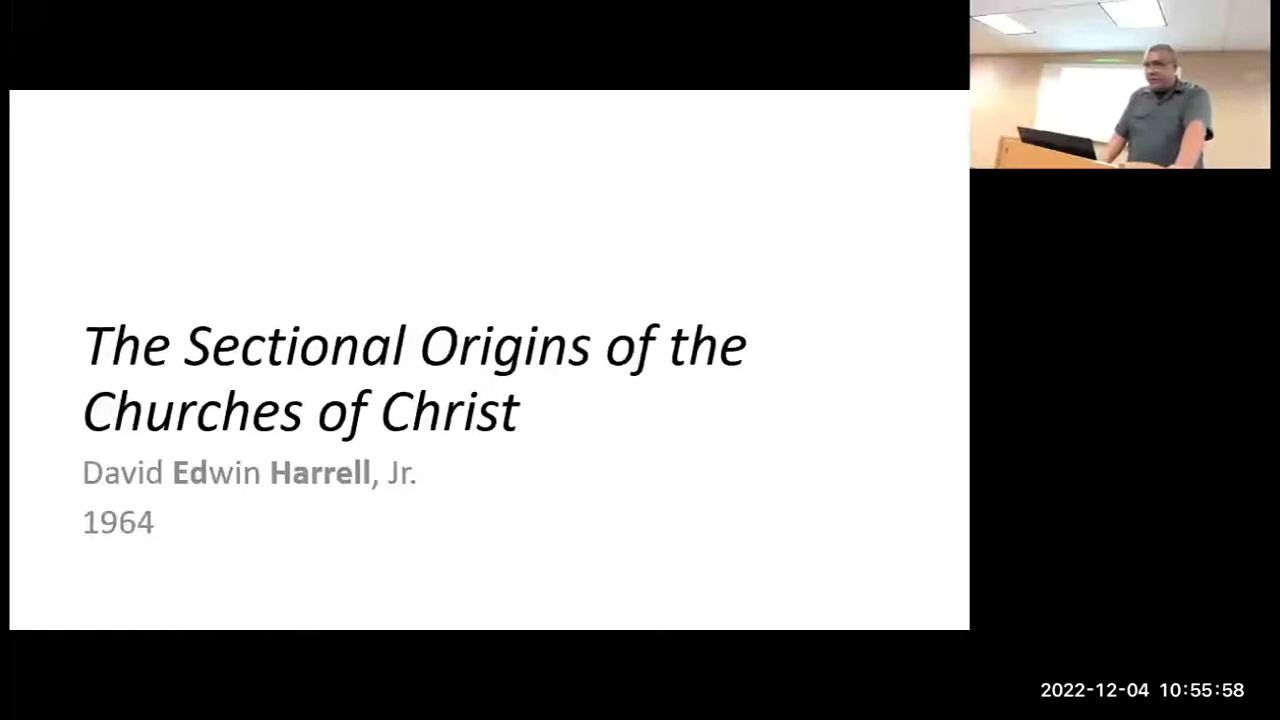 The Sectional Origins of the
Churches of Christ
David Edwin Harrell, Jr.
1964
2022-12-04 10:55:58